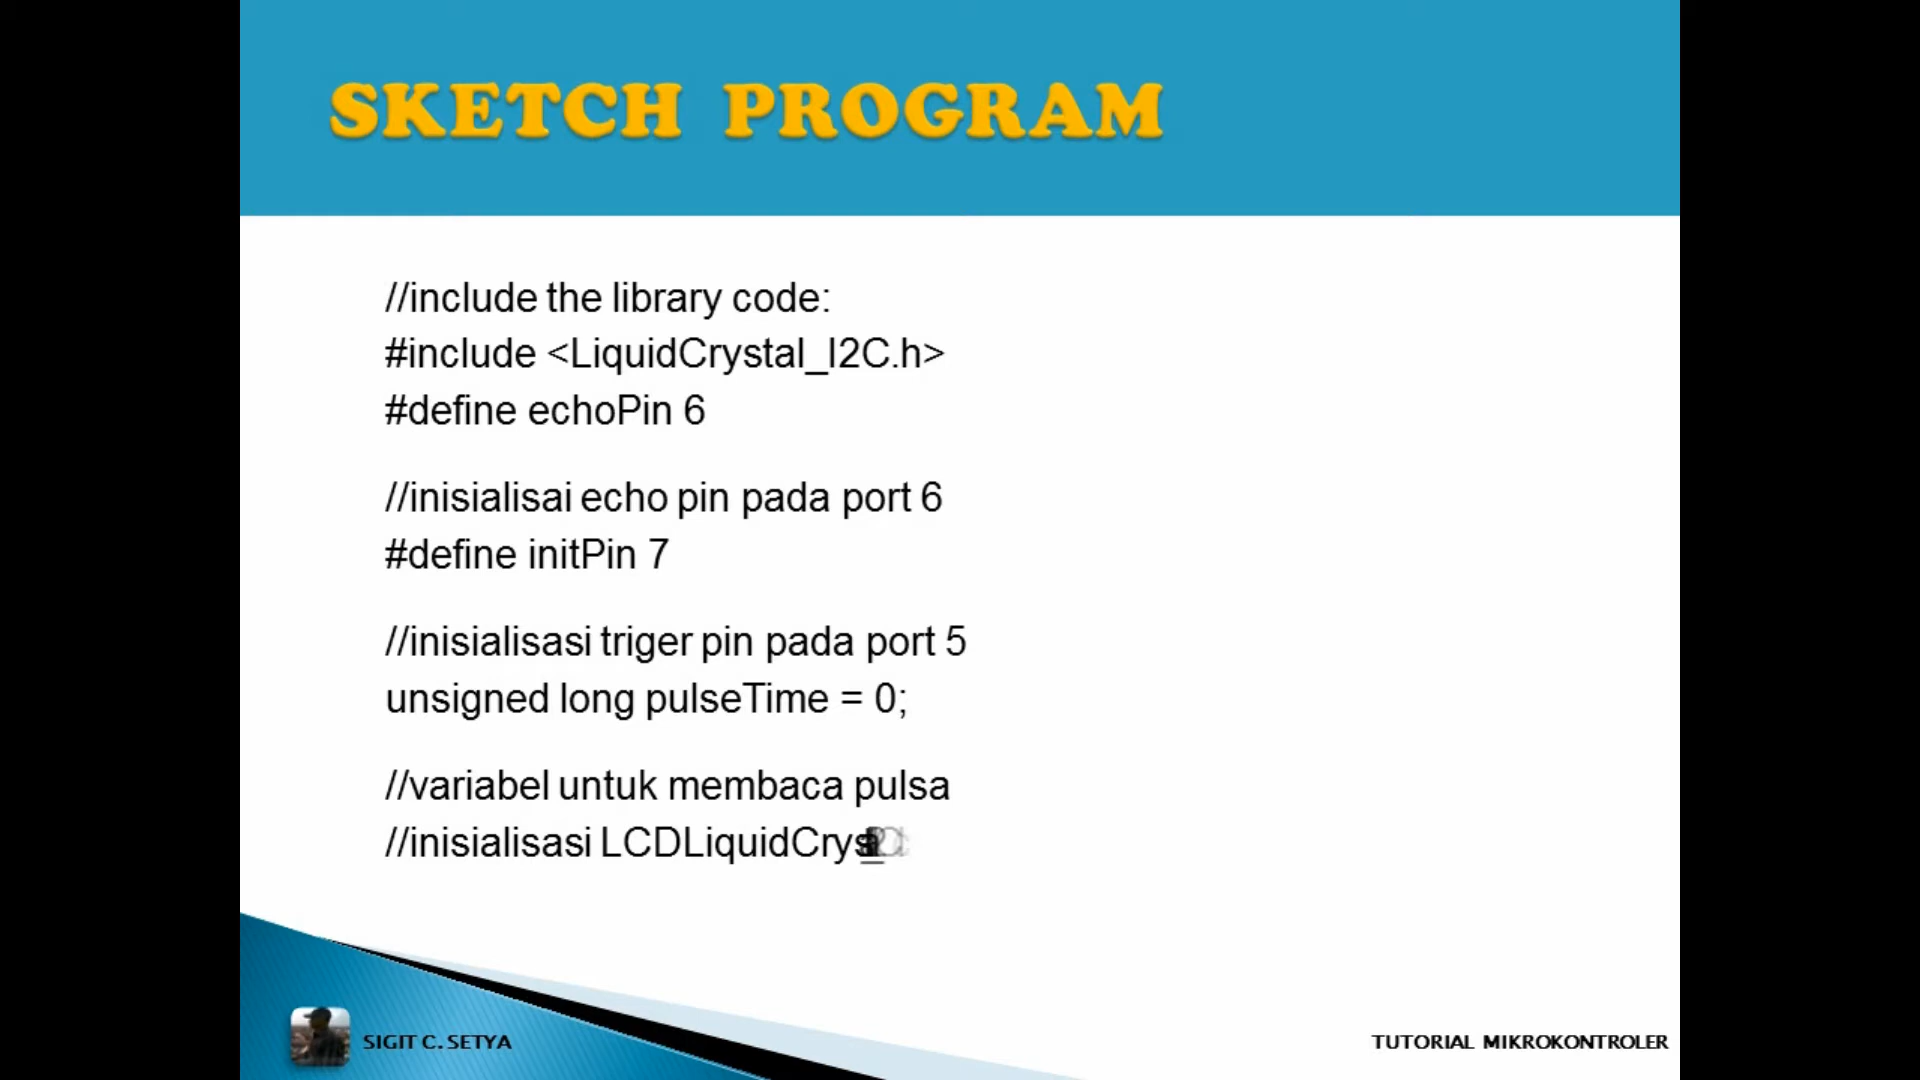 SKETCH PROGRAM
//include the library code:
#include <LiquidCrystal_I2C.h>
#define echoPin 6
//inisialisai echo pin pada port 6
#define initPin 7
//inisialisasi triger pin pada port 5
unsigned long pulseTime = 0;
//variabel untuk membaca pulsa
//inisialisasi
SIGIT C. SETYA
TUTORIAL MIKROKONTROLER